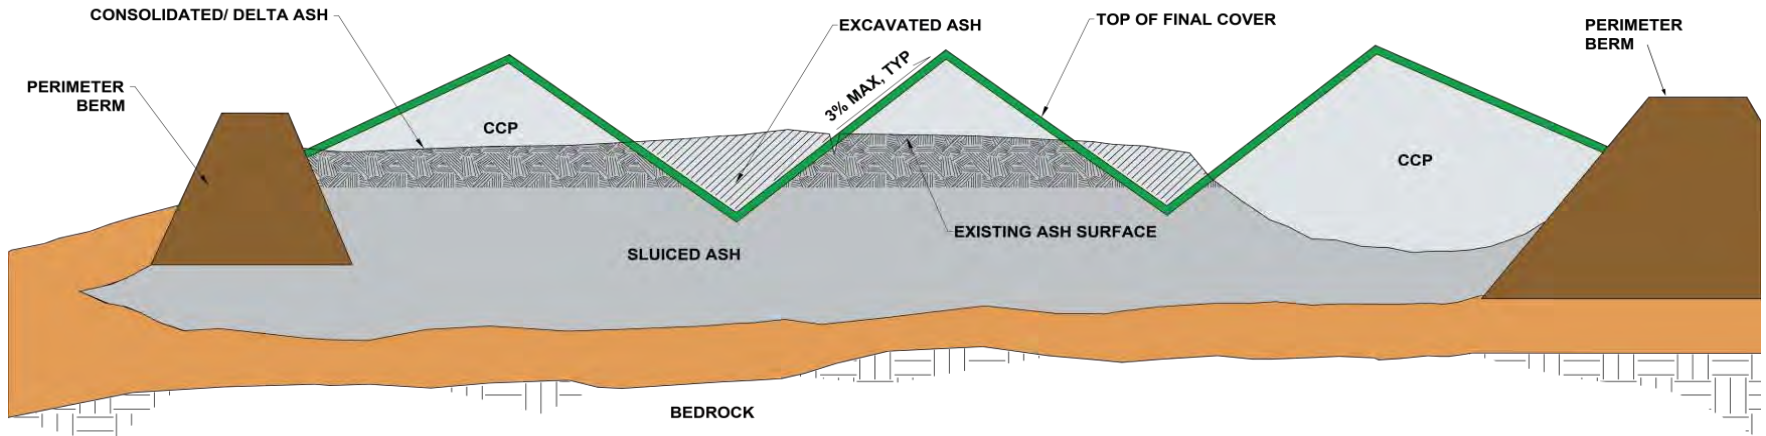 CONSOLIDATED/ DELTA ASH
EXCAVATED ASH
TOP OF FINAL COVER
PERIMETER
BERM
PERIMETER
BERM
3% MAX, TYP
CCP
CCP
EXISTING ASH SURFACE
SLUICED ASH
BEDROCK